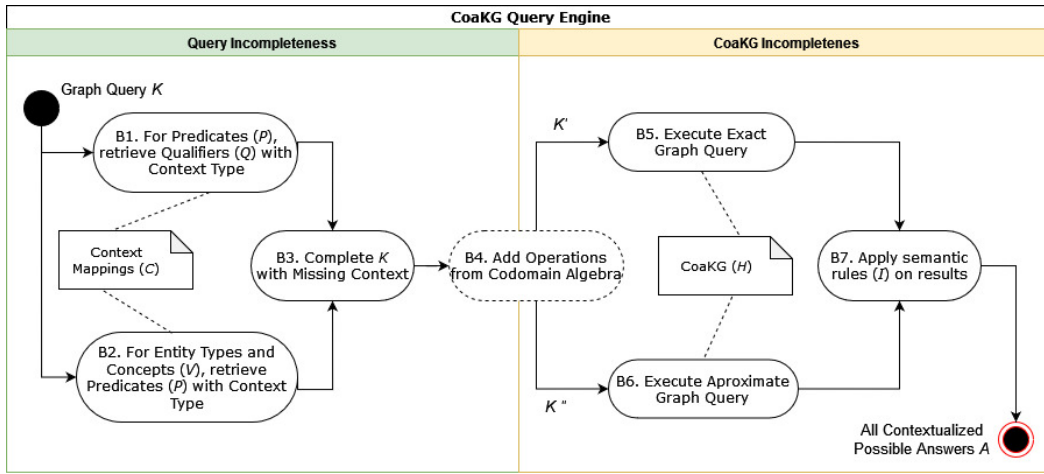 CoaKG Query Engine
Query Incompleteness
CoaKG Incompletenes
Graph Query K
B1. For Predicates (P),
retrieve Qualifiers (Q) with
Context Type
Context
Mappings (C)
B2. For Entity Types and
Concepts (V), retrieve
Predicates (P) with Context
Type
B3. Complete K
with Missing Context
B4. Add Operations
from Codomain Algebra
K'
K"
B5. Execute Exact
Graph Query
CoaKG (H)
B6. Execute Aproximate
Graph Query
B7. Apply semantic
rules (I) on results
All Contextualized
Possible Answers A